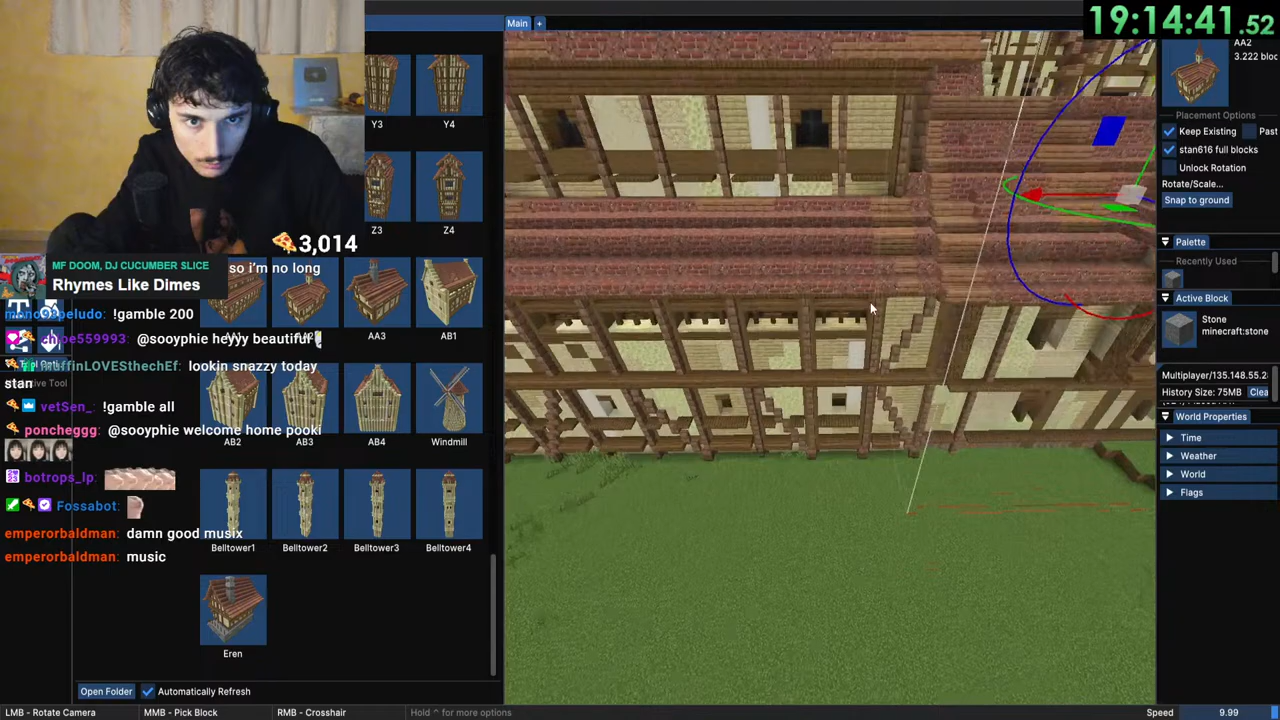 Main +
19:14:41.52
AA2
3.222 bloc
Placement Options
Keep Existing Past
stan616 full blocks
Unlock Rotation
Rotate/Scale...
Snap to ground
Palette
Recently Used
Active Block
Stone
minecraft:stone
Multiplayer/135.148.55.2
History Size: 75MB Clea
World Properties
Time
Weather
World
Flags
Y3 Y4
Z3 Z4
3,014
MF DOOM, DJ CUCUMBER SLICE
Rhymes Like Dimes
so i'm no long
!gamble 200
@sooyphie heyyy beautiful
AA3 AB1
muffinLOVESthechEf: lookin snazzy today
stan
vetSen_: !gamble all
poncheggg: @sooyphie welcome home pooki
AB2 AB3 AB4 Windmill
botrops_lp:
Fossabot:
emperorbaldman: damn good musix
Belltower1 Belltower2 Belltower3 Belltower4
emperorbaldman: music
Eren
Open Folder Automatically Refresh
LMB - Rotate Camera MMB - Pick Block RMB - Crosshair Hold ^ for more options Speed 9.99